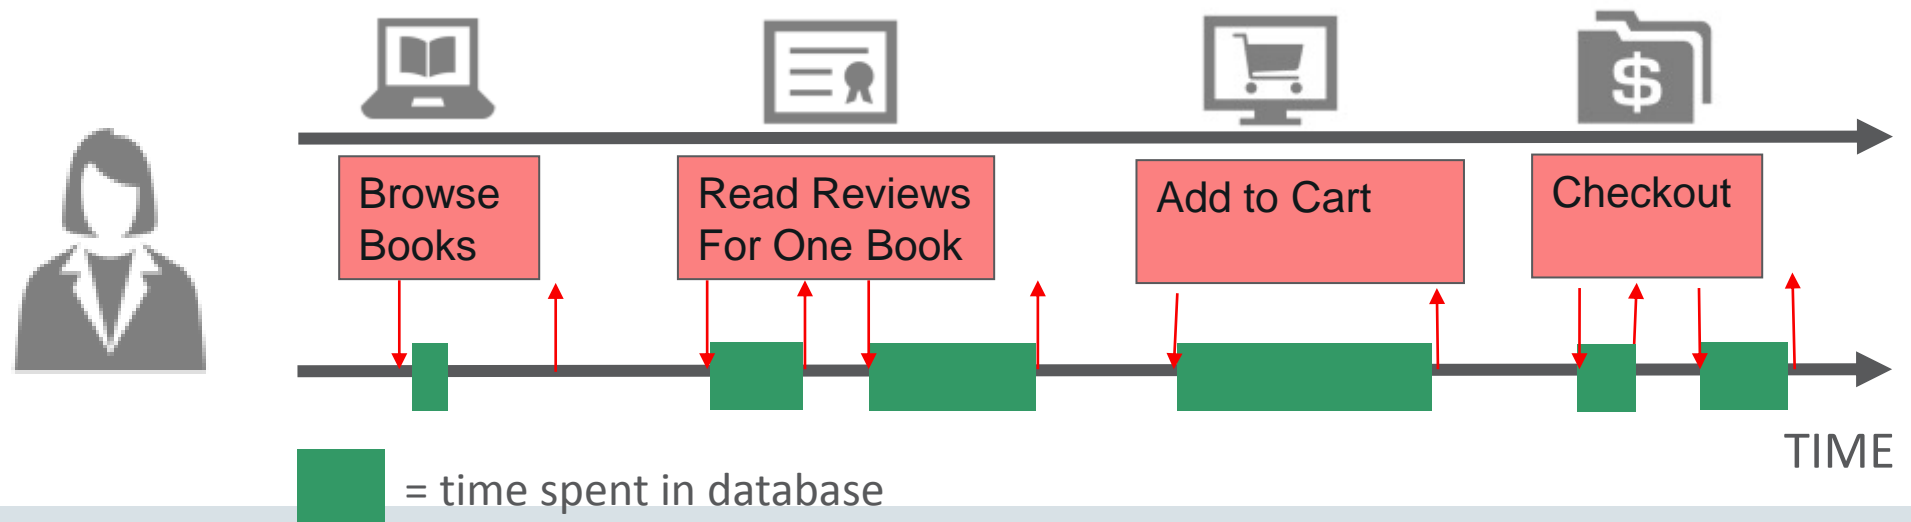 $
Browse
Books
Read Reviews
For One Book
Add to Cart
Checkout
TIME
= time spent in database